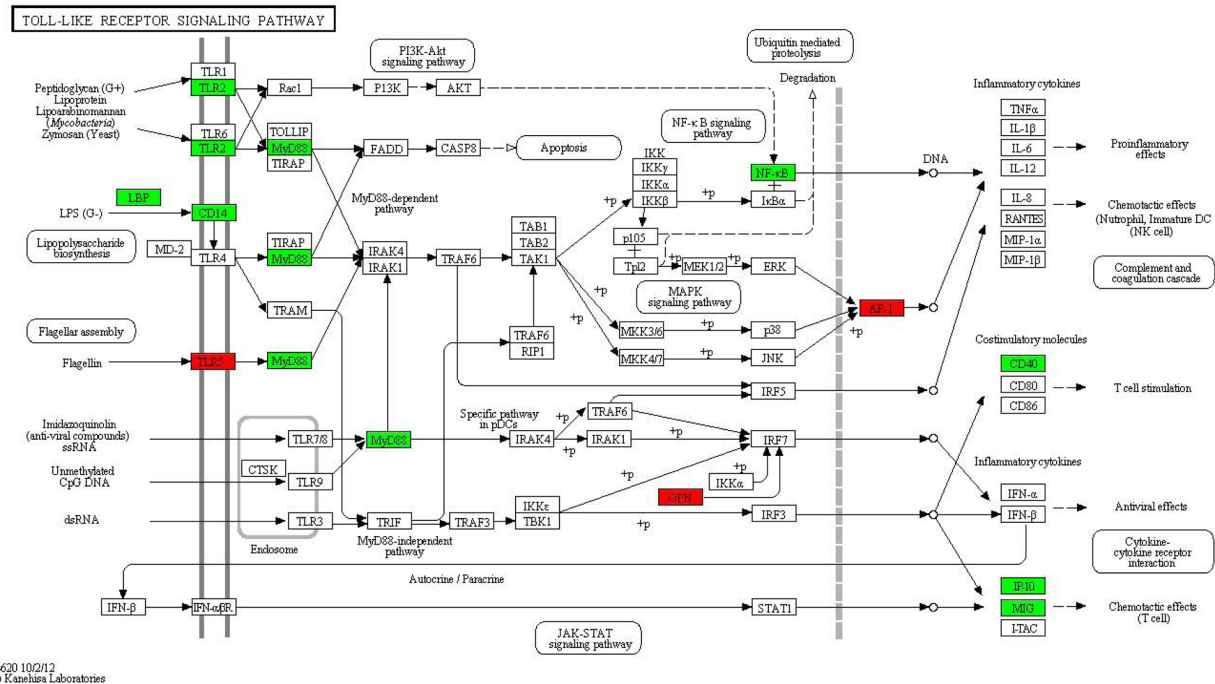 TOLL-LIKE RECEPTOR SIGNALING PATHWAY
PI3K-Akt
signaling pathway
Ubiquitin mediated
proteolysis
Degradation
Inflammatory cytokines
TLR1
TLR2
Peptidoglycan (G+)
Lipoprotein
Lipoarabinomannan
(Mycobacteria)
Zymosan (Yeast)
Rac1
P13K
AKT
TLR6
TLR2
TOLLIP
MyD88
TIRAP
FADD
CASP8
Apoptosis
NF-κB signaling
pathway
IKK
IKKγ
IKKα
IKKβ
NF-κB
IκBα
+p
DNA
TNFα
IL-1β
IL-6
IL-12
Proinflammatory
effects
IL-8
RANTES
MIP-1α
MIP-1β
Chemotactic effects
(Nutrophil, Immature DC
(NK cell)
Complement and
coagulation cascade
LBP
LPS (G-)
CD14
Lipopolysaccharide
biosynthesis
MD-2
TLR4
TIRAP
MyD88
MyD88-dependent
pathway
IRAK4
IRAK1
TRAF6
TAB1
TAB2
TAK1
+p
p105
Tpl2
+p
MEK1/2
+p
ERK
MAPK
signaling pathway
TRAM
Flagellar assembly
Flagellin
TLR5
MyD88
TRAF6
RIP1
+p
+p
MKK3/6
+p
p38
MKK4/7
+p
JNK
AP-1
+p
Costimulatory molecules
CD40
CD80
CD86
T cell stimulation
IRF5
Imidazoquinolin
(anti-viral compounds)
ssRNA
TLR7/8
MyD88
Specific pathway
in pDCs
IRAK4
+p
TRAF6
+p
IRAK1
+p
IRF7
Unmethylated
CpG DNA
CTSK
TLR9
+p
OPN
IKKα
+p
Inflammatory cytokines
IFN-α
IFN-β
Antiviral effects
dsRNA
TLR3
TRIF
TRAF3
IKKε
TBK1
+p
IRF3
Endosome
MyD88-independent
pathway
Cytokine-
cytokine receptor
interaction
Autocrine / Paracrine
IFN-β
IFN-αβR
STAT1
IP10
MIG
I-TAC
Chemotactic effects
(T cell)
JAK-STAT
signaling pathway
620 10/2/12
Kanehisa Laboratories